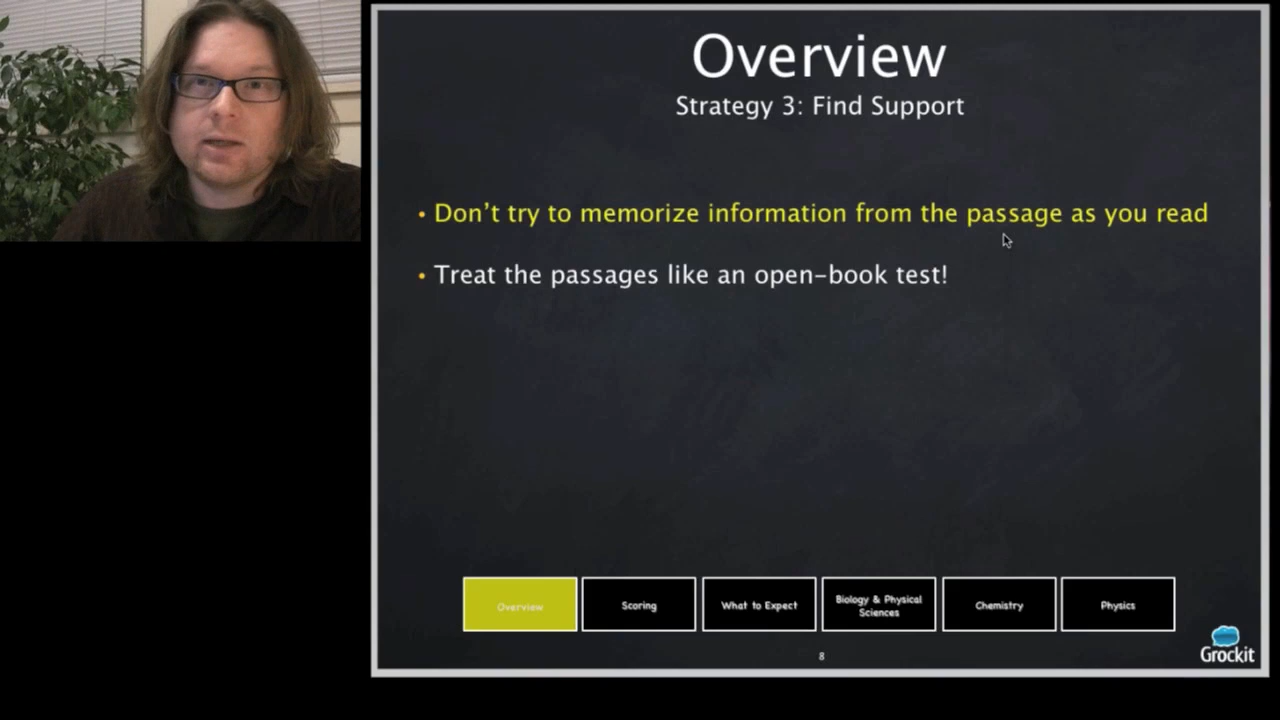 Overview
Strategy 3: Find Support
• Don't try to memorize information from the passage as you read
• Treat the passages like an open-book test!
Overview
Scoring
What to Expect
Biology & Physical
Sciences
Chemistry
Physics
8
Grockit